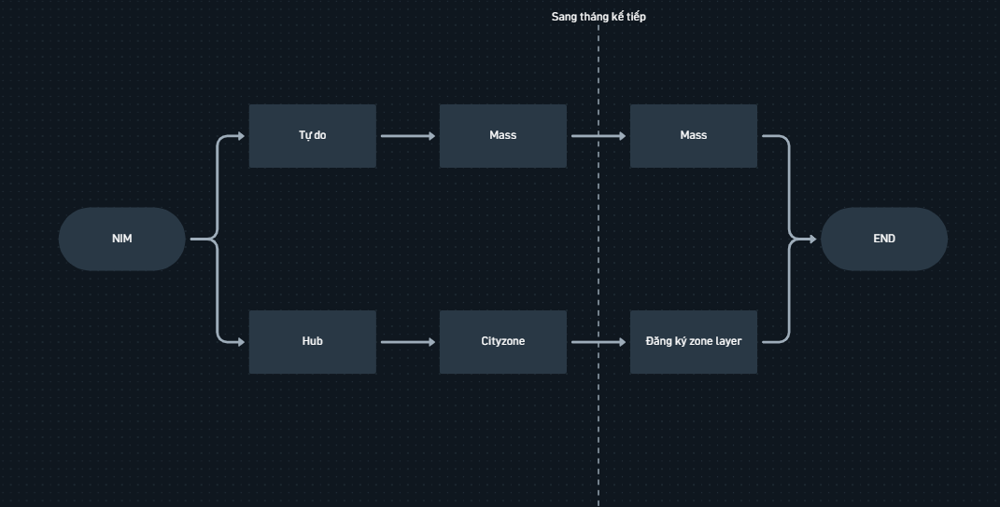 Sang tháng kế tiếp
Tự do
Mass
Mass
NIM
END
Hub
Cityzone
Đăng ký zone layer